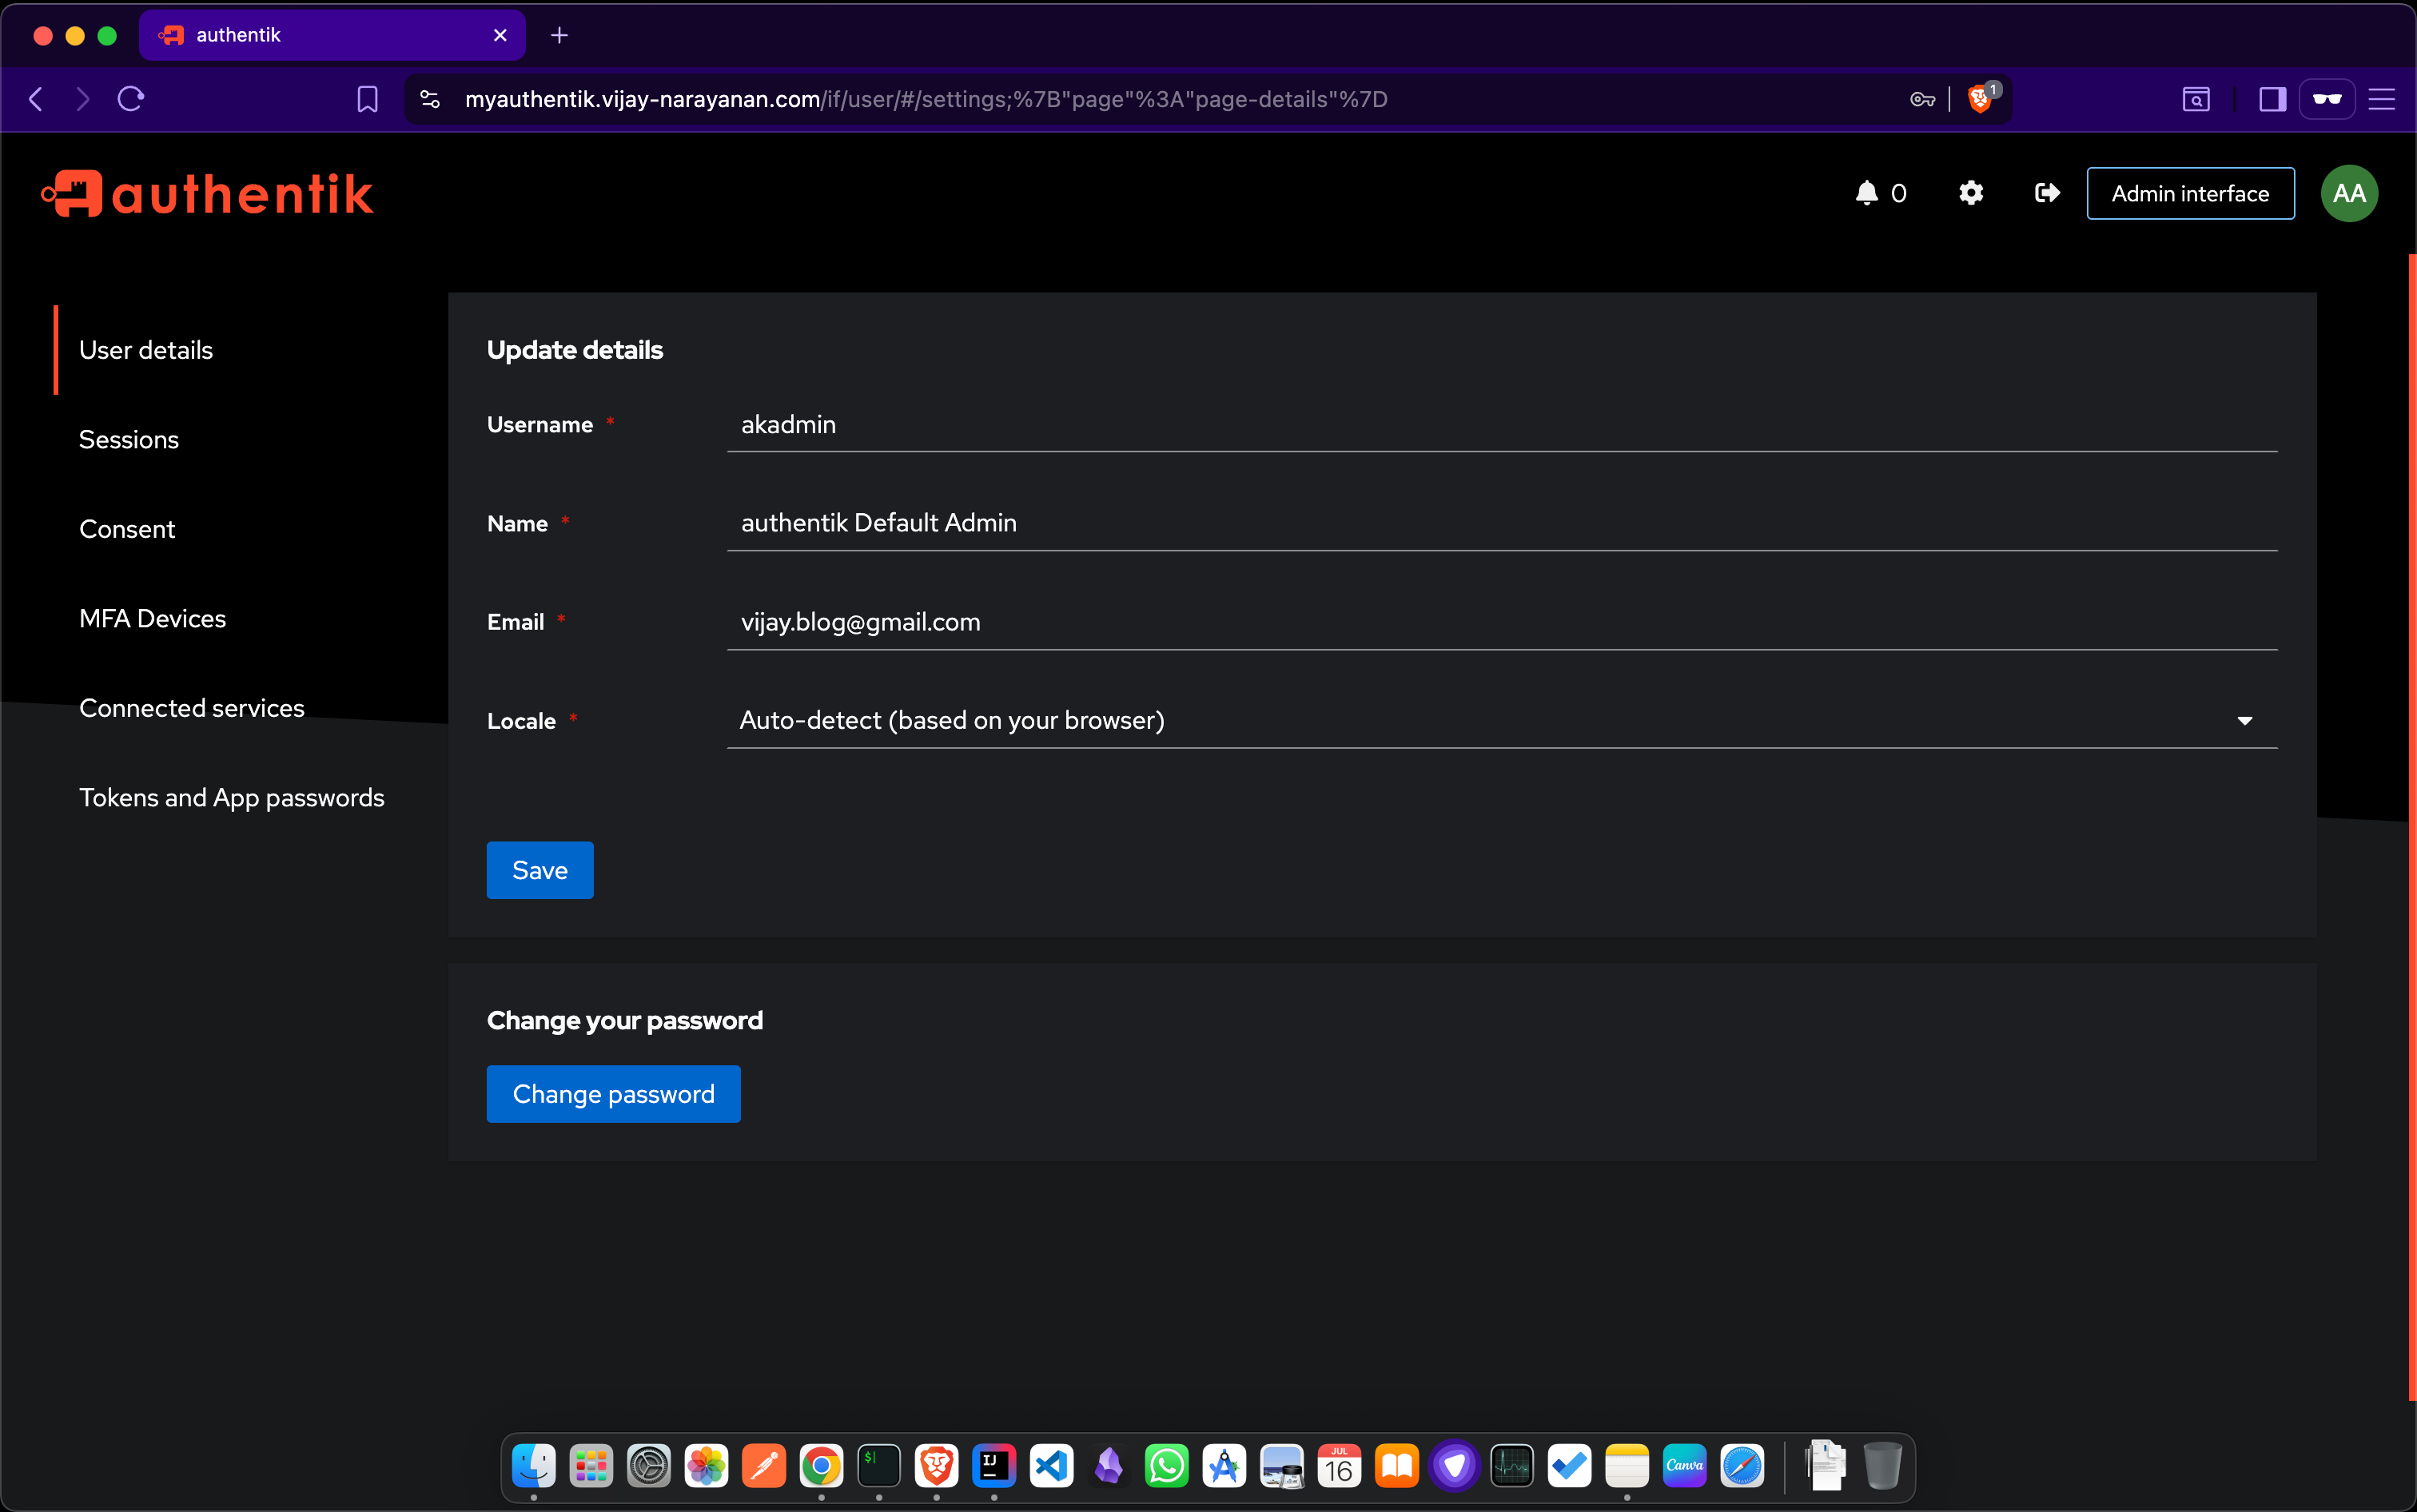 authentik
myauthentik.vijay-narayanan.com/if/user/#/settings;%7B"page"%3A"page-details"%7D
1
authentik
0
Admin interface
AA
User details
Sessions
Consent
MFA Devices
Connected services
Tokens and App passwords
Update details
Username *
akadmin
Name *
authentik Default Admin
Email *
vijay.blog@gmail.com
Locale *
Auto-detect (based on your browser)
Save
Change your password
Change password
$|
IJ
JUL
16
Canva